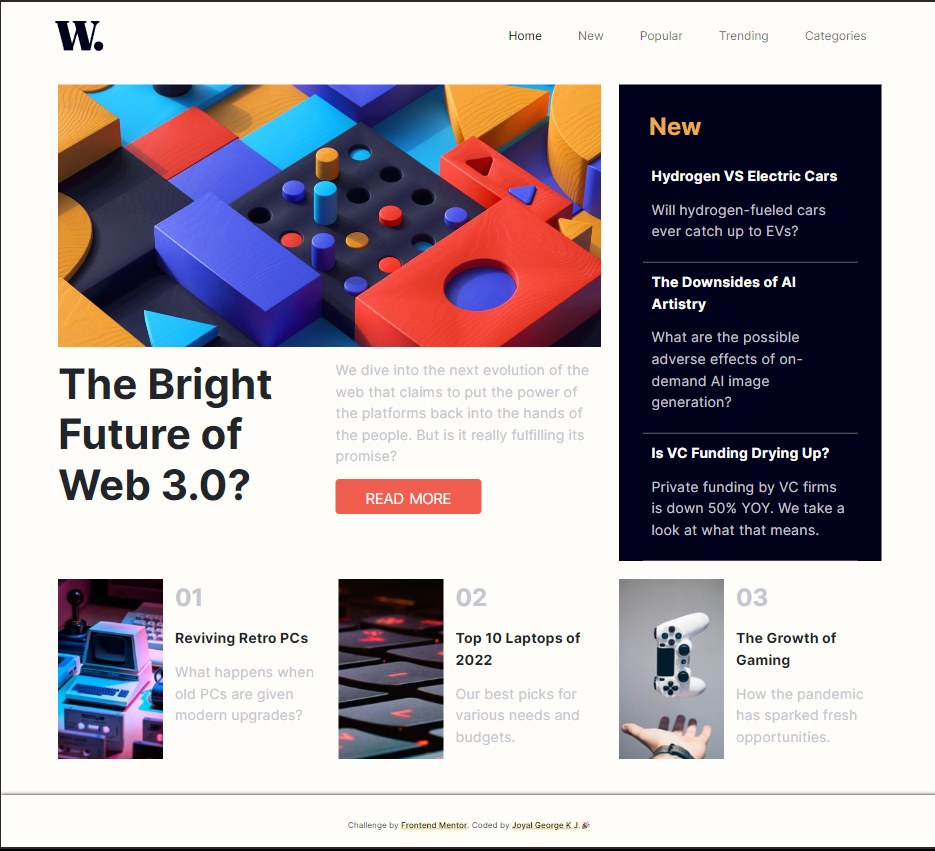 W.
Home New Popular Trending Categories
The Bright
Future of
Web 3.0?
We dive into the next evolution of the
web that claims to put the power of
the platforms back into the hands of
the people. But is it really fulfilling its
promise?
READ MORE
New
Hydrogen VS Electric Cars
Will hydrogen-fueled cars
ever catch up to EVs?
The Downsides of AI
Artistry
What are the possible
adverse effects of on-
demand AI image
generation?
Is VC Funding Drying Up?
Private funding by VC firms
is down 50% YOY. We take a
look at what that means.
01
Reviving Retro PCs
What happens when
old PCs are given
modern upgrades?
02
Top 10 Laptops of
2022
Our best picks for
various needs and
budgets.
03
The Growth of
Gaming
How the pandemic
has sparked fresh
opportunities.
Challenge by Frontend Mentor. Coded by Joyal George K J.🎉